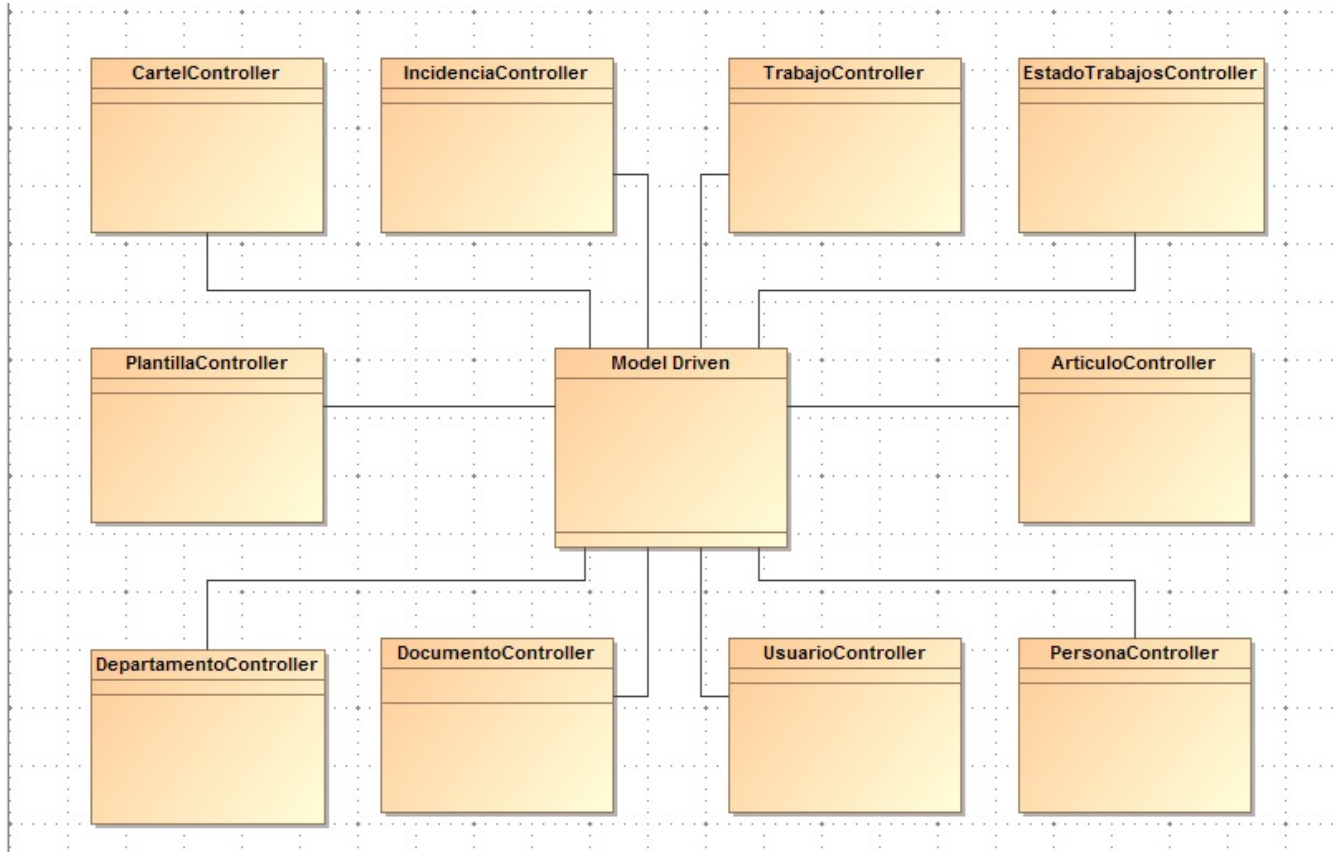 CartelController
IncidenciaController
TrabajoController
EstadoTrabajosController
PlantillaController
Model Driven
ArticuloController
DepartamentoController
DocumentoController
UsuarioController
PersonaController